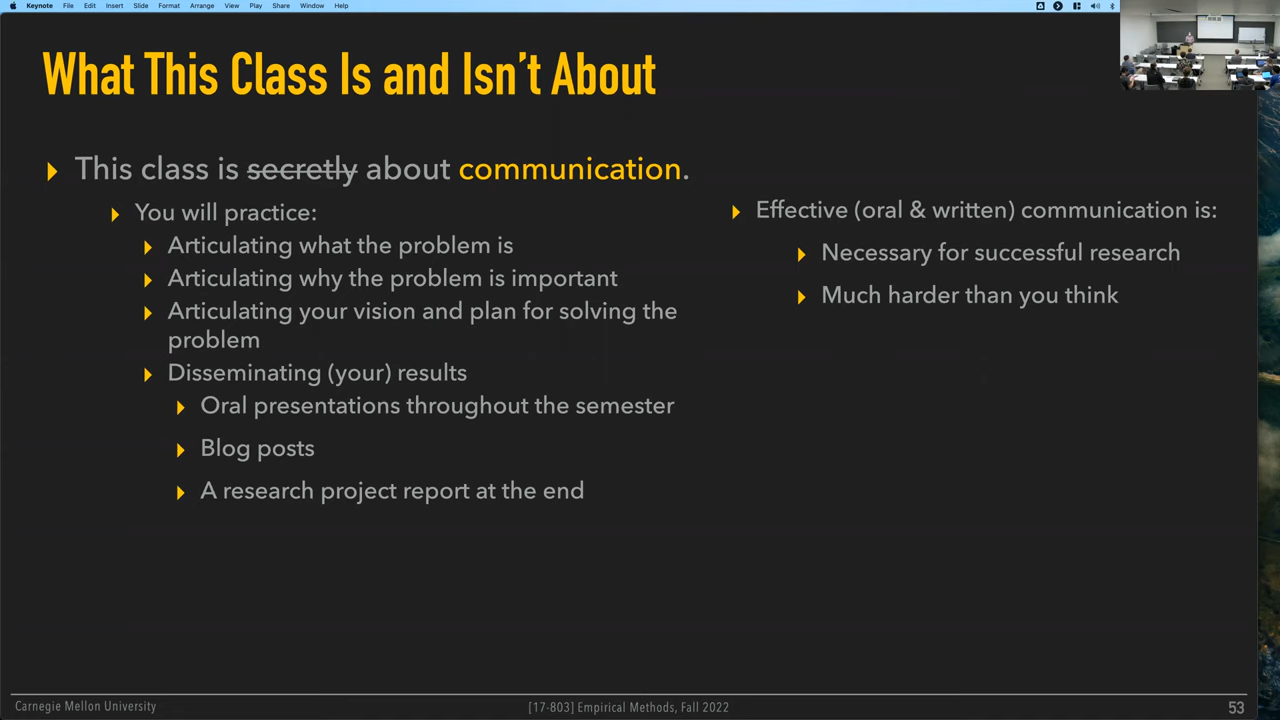 Keynote File Edit Insert Slide Format Arrange View Play Share Window Help
What This Class Is and Isn't About
This class is secretly about communication.
You will practice:
Articulating what the problem is
Articulating why the problem is important
Articulating your vision and plan for solving the
problem
Disseminating (your) results
Oral presentations throughout the semester
Blog posts
A research project report at the end
Effective (oral & written) communication is:
Necessary for successful research
Much harder than you think
Carnegie Mellon University
[17-803] Empirical Methods, Fall 2022
53